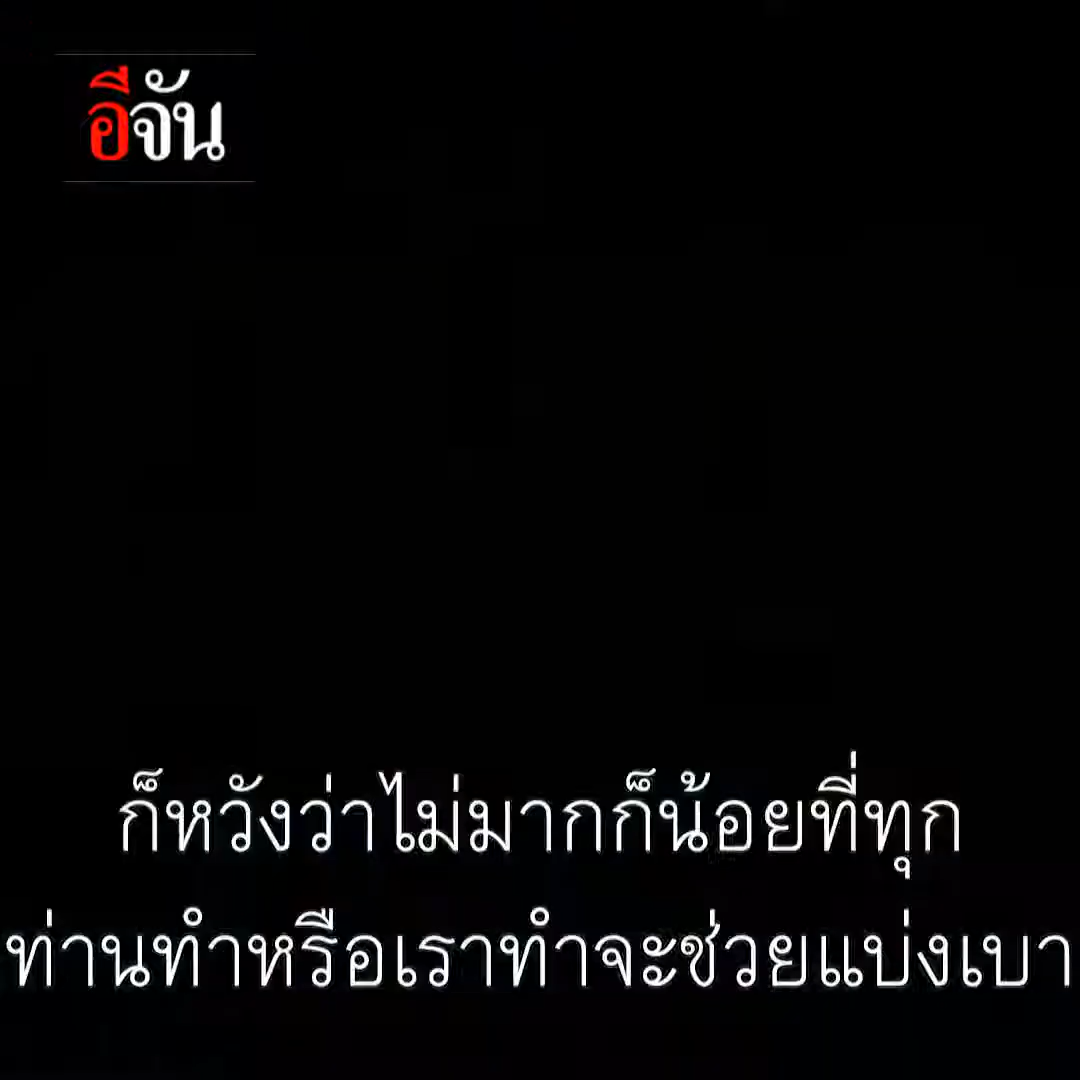 อีจัน
ก็หวังว่าไม่มากก็น้อยที่ทุก
ท่านทำหรือเราทำจะช่วยแบ่งเบา